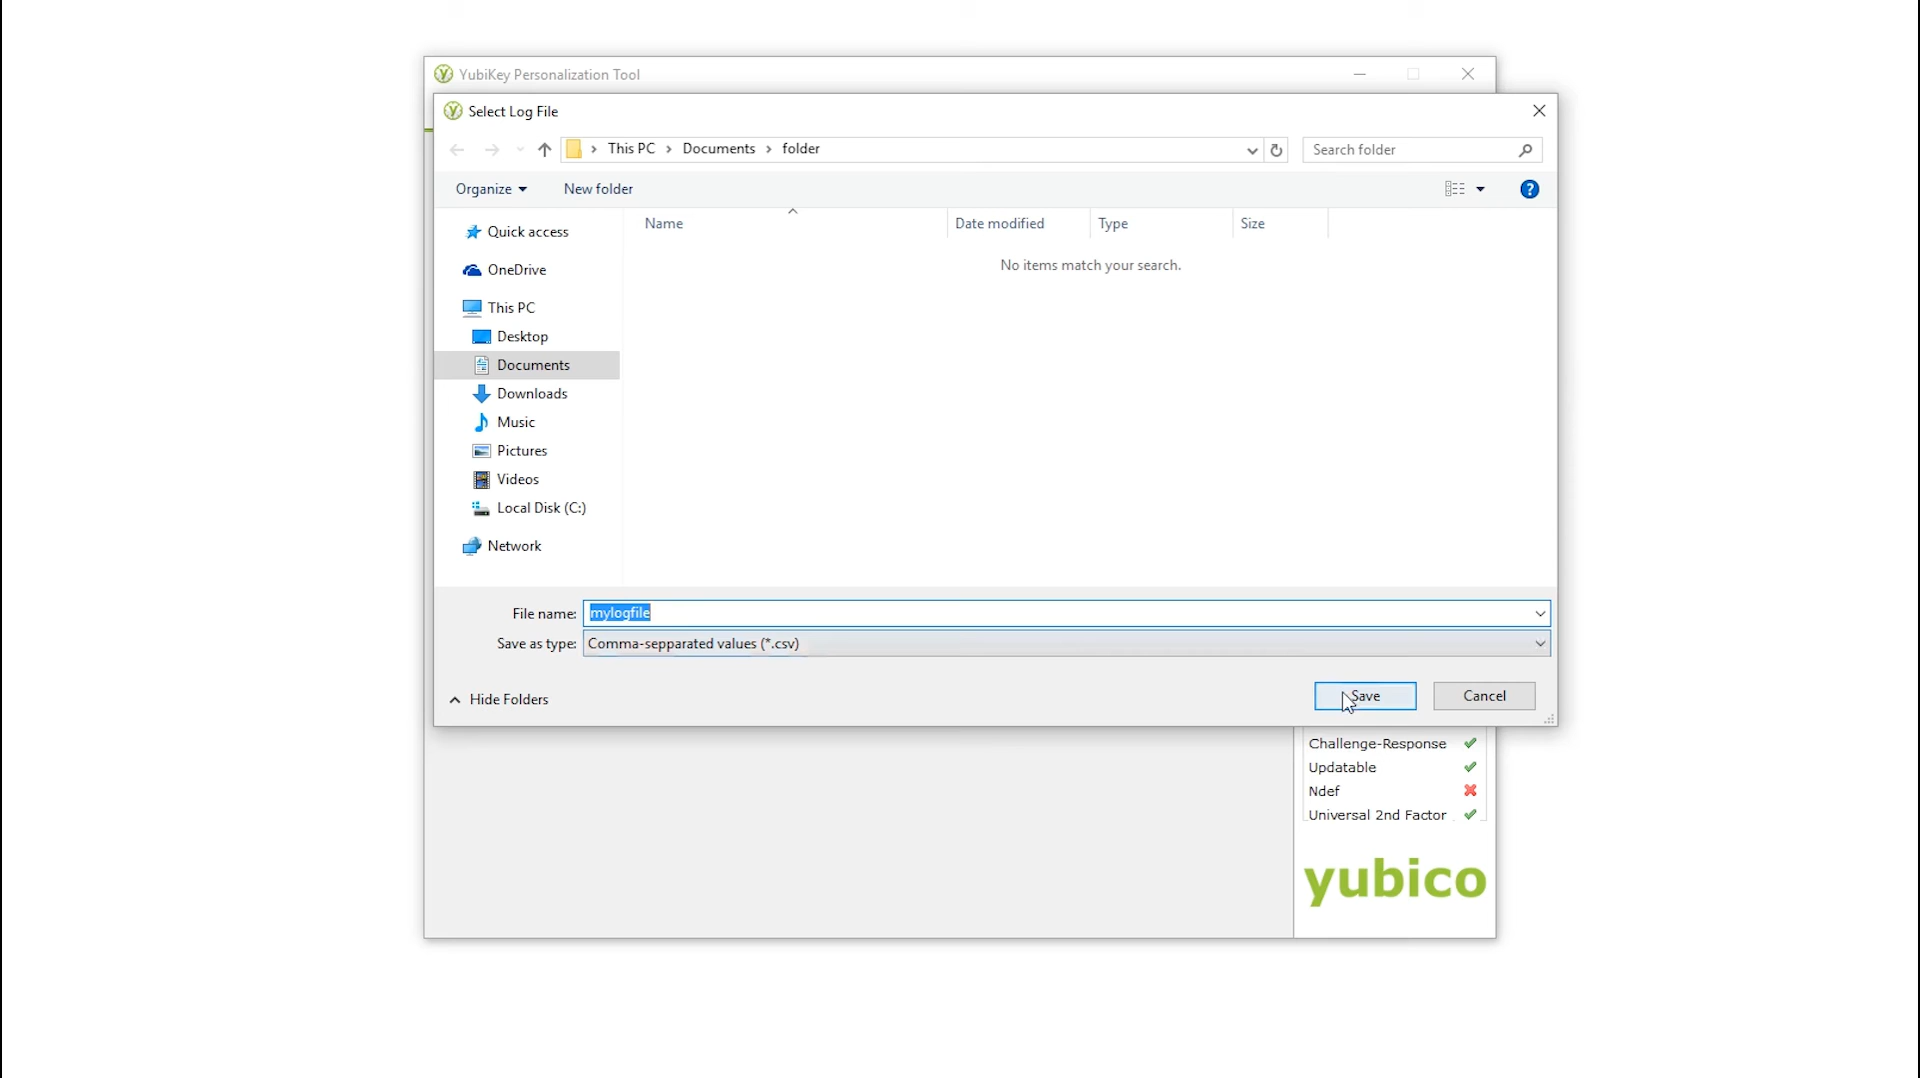 YubiKey Personalization Tool
Select Log File
This PC > Documents > folder
Search folder
Organize
New folder
?
Name
Date modified
Type
Size
No items match your search.
Quick access
OneDrive
This PC
Desktop
Documents
Downloads
Music
Pictures
Videos
Local Disk (C:)
Network
File name: mylogfile
Save as type: Comma-sepparated values (*.csv)
Hide Folders
Save
Cancel
Challenge-Response
Updatable
Ndef
Universal 2nd Factor
yubico